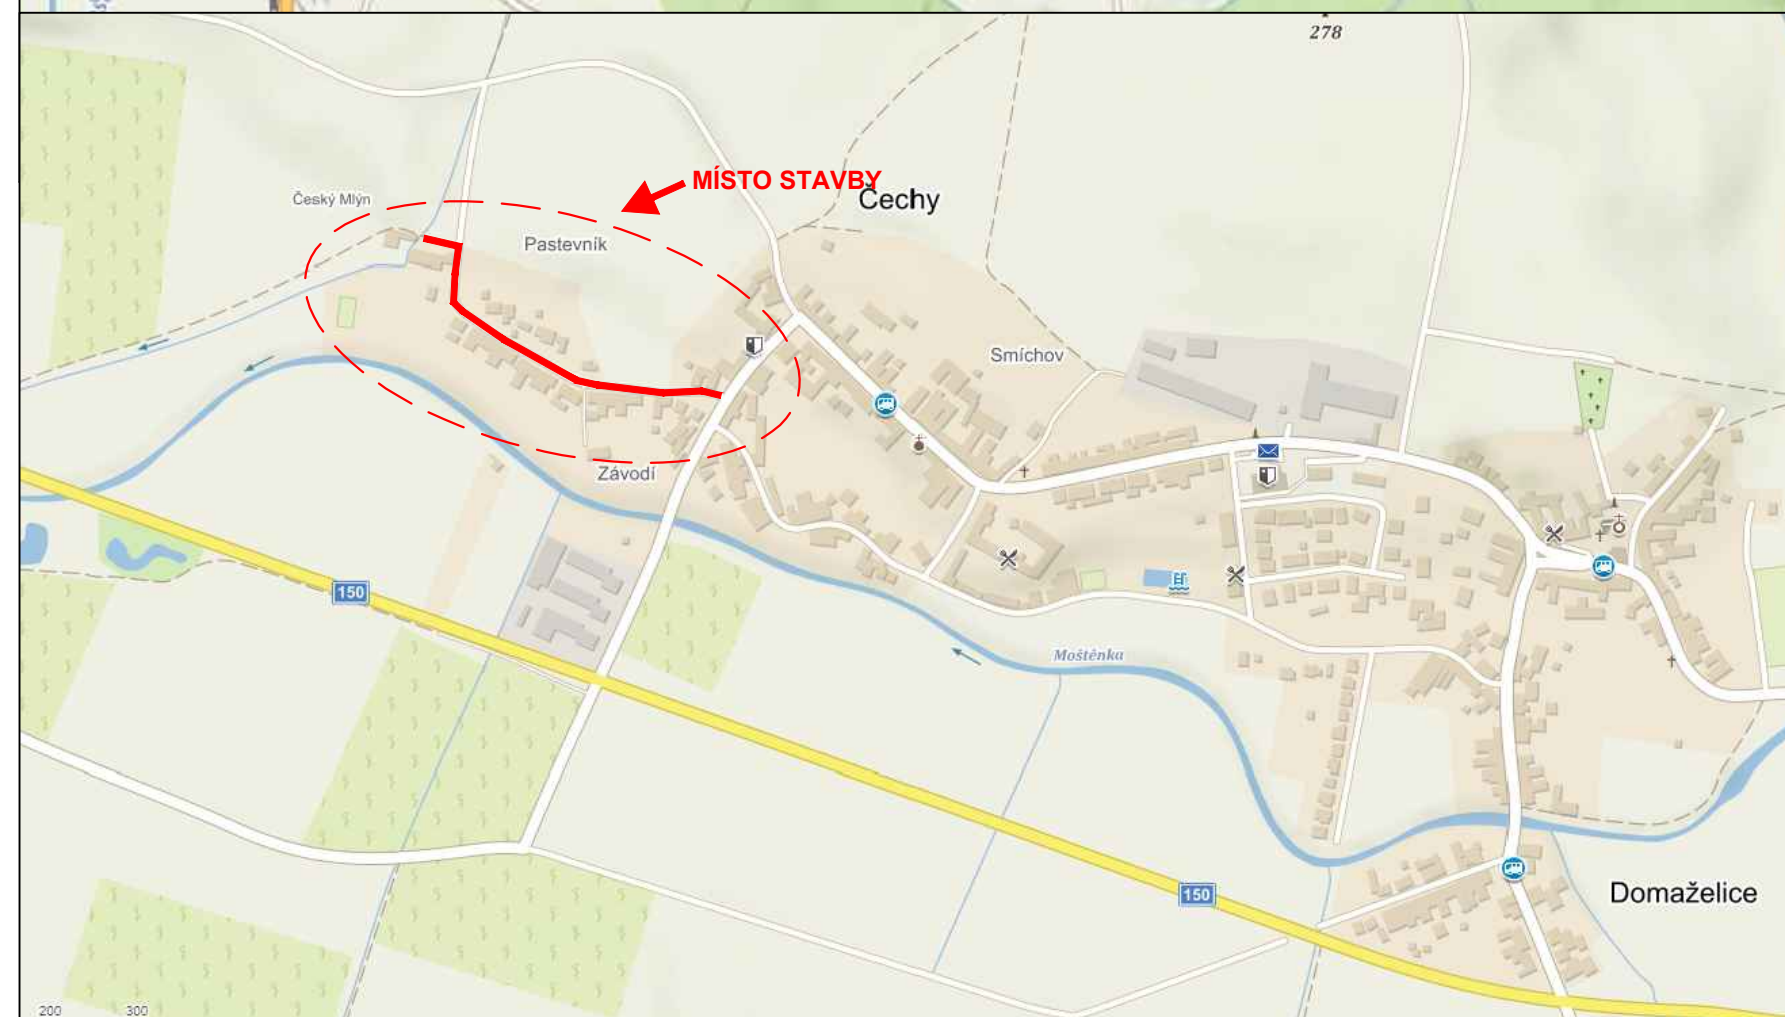 278
MÍSTO STAVBY
Český Mlýn
Čechy
Pastevník
Smíchov
Závodí
150
Moštěnka
150
Domaželice
200 300